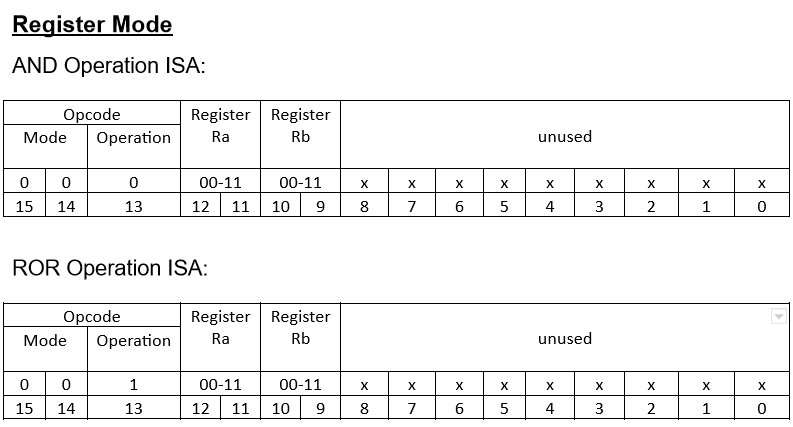 Register Mode
AND Operation ISA:
Opcode Register Register unused
Mode Operation Ra Rb
0 0 0 00-11 00-11 x x x x x x x x x
15 14 13 12 11 10 9 8 7 6 5 4 3 2 1 0
ROR Operation ISA:
Opcode Register Register unused
Mode Operation Ra Rb
0 0 1 00-11 00-11 x x x x x x x x x
15 14 13 12 11 10 9 8 7 6 5 4 3 2 1 0